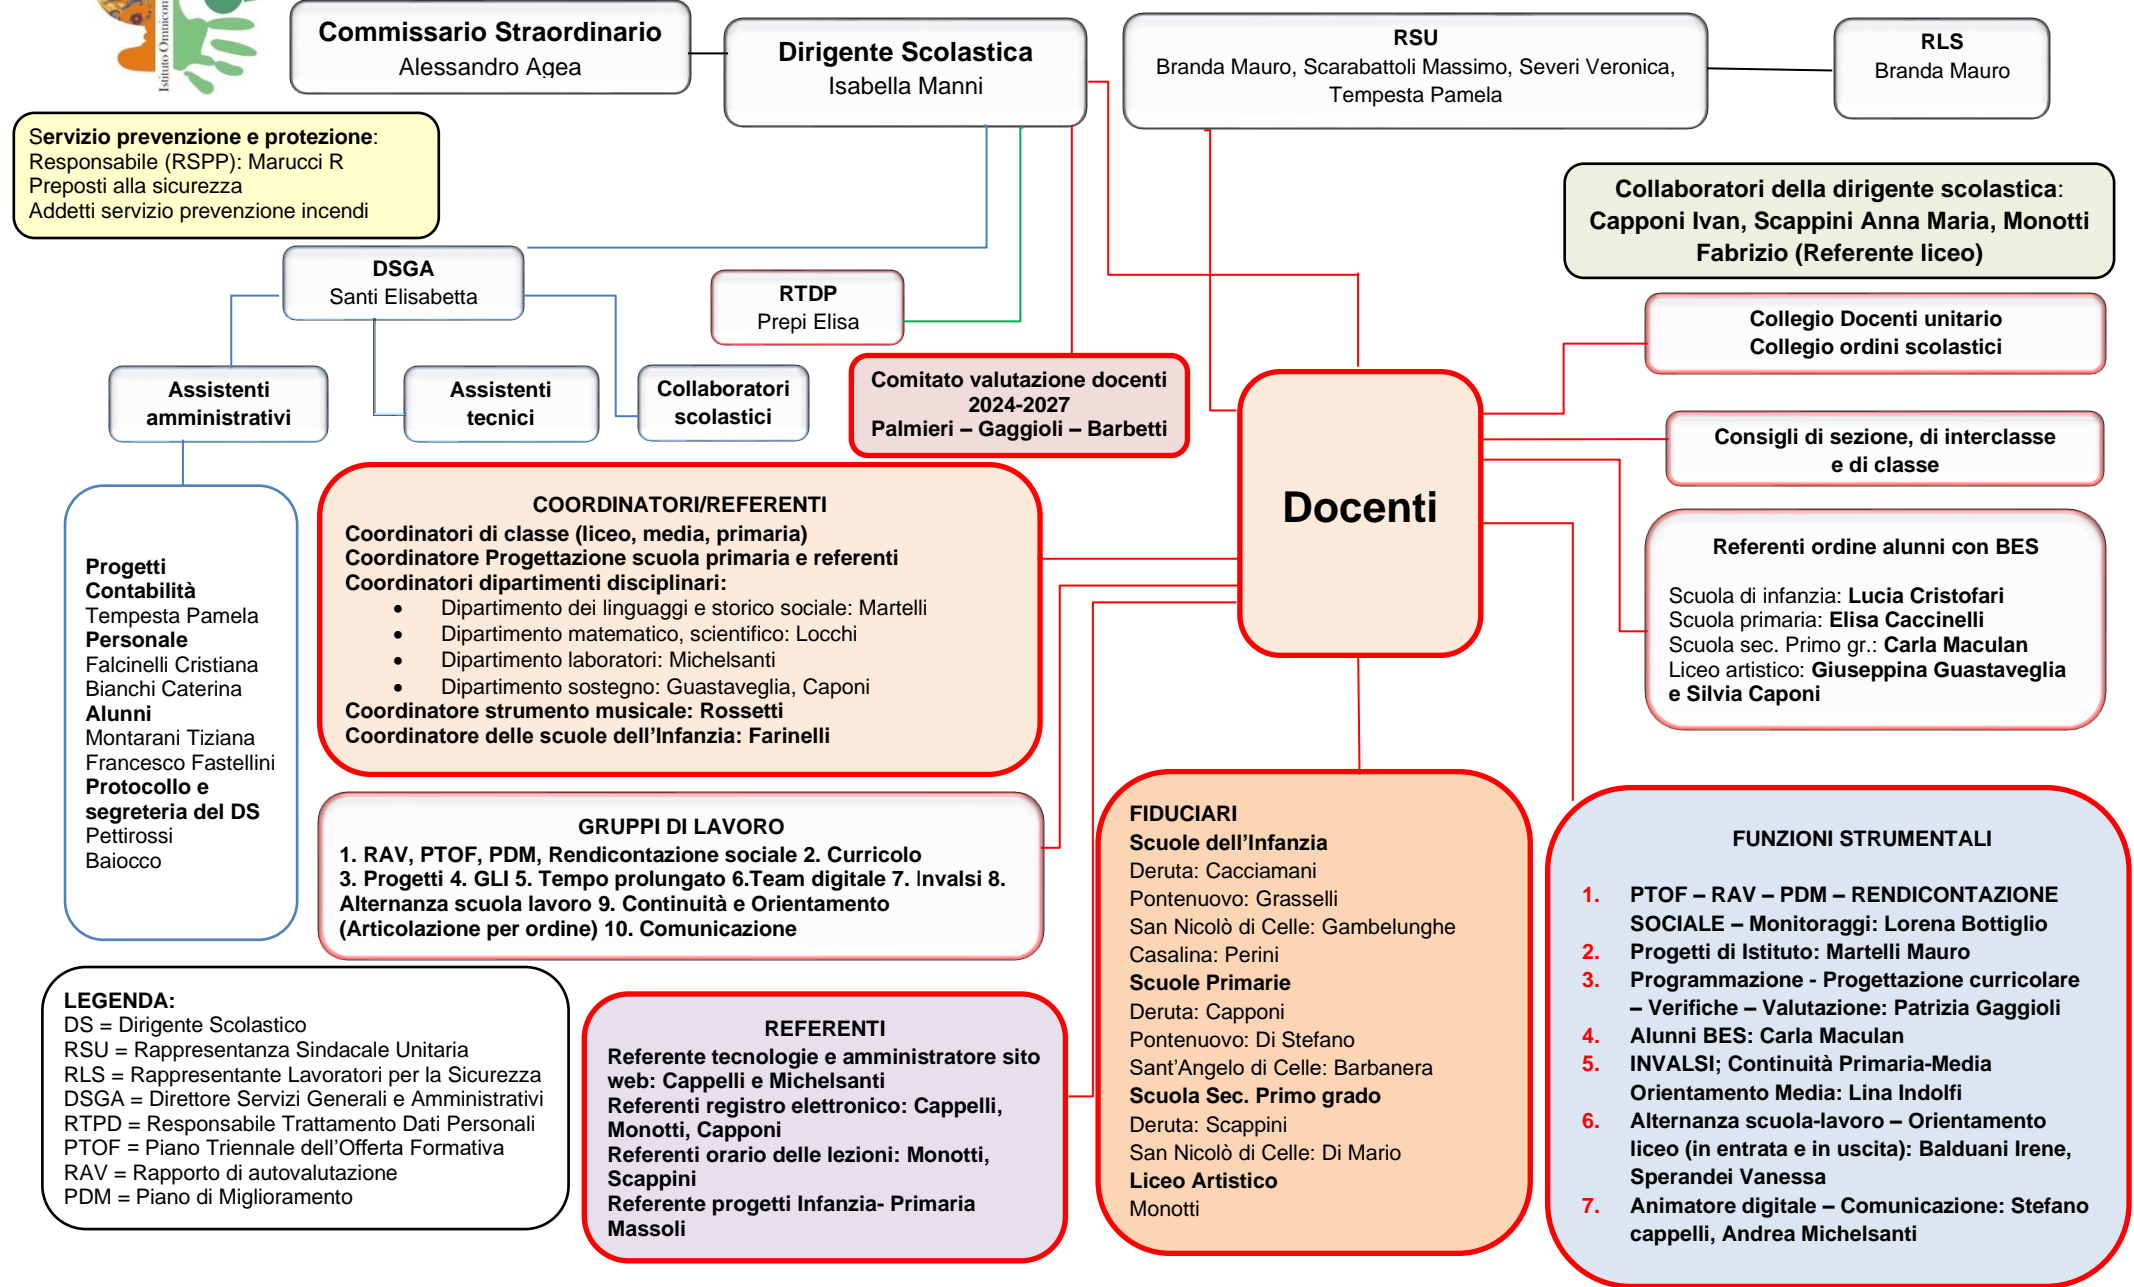 Istituto Omnicom
Commissario Straordinario
Alessandro Agea
Dirigente Scolastica
Isabella Manni
RSU
Branda Mauro, Scarabattoli Massimo, Severi Veronica,
Tempesta Pamela
RLS
Branda Mauro
Servizio prevenzione e protezione:
Responsabile (RSPP): Marucci R
Preposti alla sicurezza
Addetti servizio prevenzione incendi
Collaboratori della dirigente scolastica:
Capponi Ivan, Scappini Anna Maria, Monotti
Fabrizio (Referente liceo)
DSGA
Santi Elisabetta
RTDP
Prepi Elisa
Collegio Docenti unitario
Collegio ordini scolastici
Assistenti
amministrativi
Assistenti
tecnici
Collaboratori
scolastici
Comitato valutazione docenti
2024-2027
Palmieri – Gaggioli – Barbetti
Docenti
Consigli di sezione, di interclasse
e di classe
Progetti
Contabilità
Tempesta Pamela
Personale
Falcinelli Cristiana
Bianchi Caterina
Alunni
Montarani Tiziana
Francesco Fastellini
Protocollo e
segreteria del DS
Pettirossi
Baiocco
COORDINATORI/REFERENTI
Coordinatori di classe (liceo, media, primaria)
Coordinatore Progettazione scuola primaria e referenti
Coordinatori dipartimenti disciplinari:
• Dipartimento dei linguaggi e storico sociale: Martelli
• Dipartimento matematico, scientifico: Locchi
• Dipartimento laboratori: Michelsanti
• Dipartimento sostegno: Guastaveglia, Caponi
Coordinatore strumento musicale: Rossetti
Coordinatore delle scuole dell’Infanzia: Farinelli
Referenti ordine alunni con BES
Scuola di infanzia: Lucia Cristofari
Scuola primaria: Elisa Caccinelli
Scuola sec. Primo gr.: Carla Maculan
Liceo artistico: Giuseppina Guastaveglia
e Silvia Caponi
GRUPPI DI LAVORO
1. RAV, PTOF, PDM, Rendicontazione sociale 2. Curricolo
3. Progetti 4. GLI 5. Tempo prolungato 6.Team digitale 7. Invalsi 8.
Alternanza scuola lavoro 9. Continuità e Orientamento
(Articolazione per ordine) 10. Comunicazione
FIDUCIARI
Scuole dell’Infanzia
Deruta: Cacciamani
Pontenuovo: Grasselli
San Nicolò di Celle: Gambelunghe
Casalina: Perini
Scuole Primarie
Deruta: Capponi
Pontenuovo: Di Stefano
Sant’Angelo di Celle: Barbanera
Scuola Sec. Primo grado
Deruta: Scappini
San Nicolò di Celle: Di Mario
Liceo Artistico
Monotti
FUNZIONI STRUMENTALI
1. PTOF – RAV – PDM – RENDICONTAZIONE
SOCIALE – Monitoraggi: Lorena Bottiglio
2. Progetti di Istituto: Martelli Mauro
3. Programmazione - Progettazione curricolare
– Verifiche – Valutazione: Patrizia Gaggioli
4. Alunni BES: Carla Maculan
5. INVALSI; Continuità Primaria-Media
Orientamento Media: Lina Indolfi
6. Alternanza scuola-lavoro – Orientamento
liceo (in entrata e in uscita): Balduani Irene,
Sperandei Vanessa
7. Animatore digitale – Comunicazione: Stefano
cappelli, Andrea Michelsanti
LEGENDA:
DS = Dirigente Scolastico
RSU = Rappresentanza Sindacale Unitaria
RLS = Rappresentante Lavoratori per la Sicurezza
DSGA = Direttore Servizi Generali e Amministrativi
RTPD = Responsabile Trattamento Dati Personali
PTOF = Piano Triennale dell’Offerta Formativa
RAV = Rapporto di autovalutazione
PDM = Piano di Miglioramento
REFERENTI
Referente tecnologie e amministratore sito
web: Cappelli e Michelsanti
Referenti registro elettronico: Cappelli,
Monotti, Capponi
Referenti orario delle lezioni: Monotti,
Scappini
Referente progetti Infanzia- Primaria
Massoli